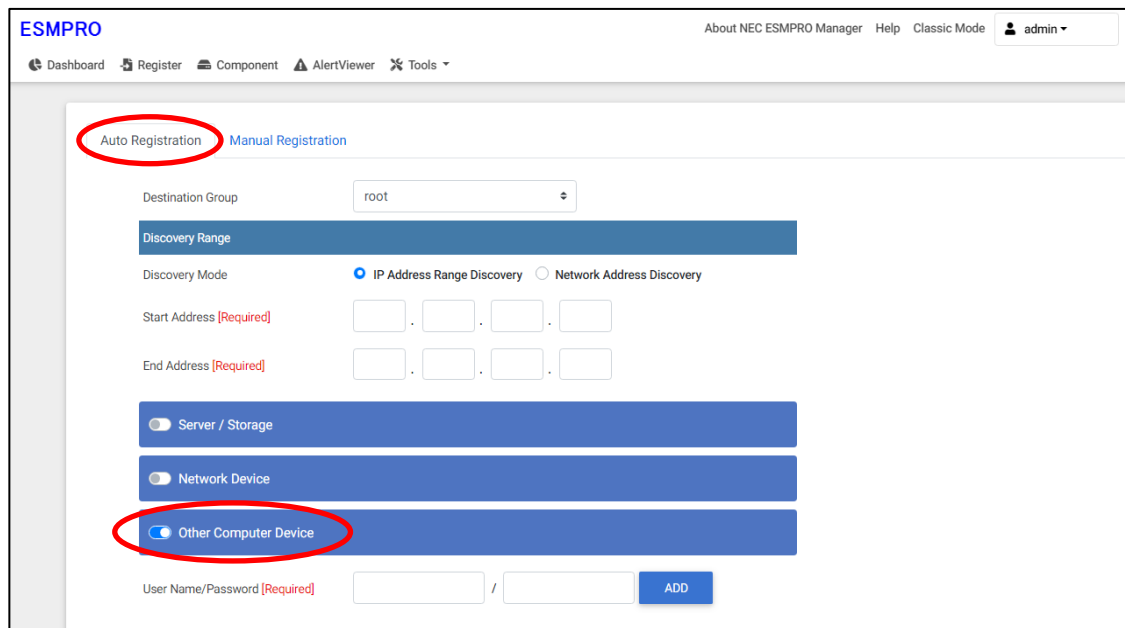 ESMPRO
About NEC ESMPRO Manager Help Classic Mode admin
Dashboard Register Component AlertViewer Tools
Auto Registration Manual Registration
Destination Group root
Discovery Range
Discovery Mode IP Address Range Discovery Network Address Discovery
Start Address [Required] . . .
End Address [Required] . . .
Server / Storage
Network Device
Other Computer Device
User Name/Password [Required] / ADD